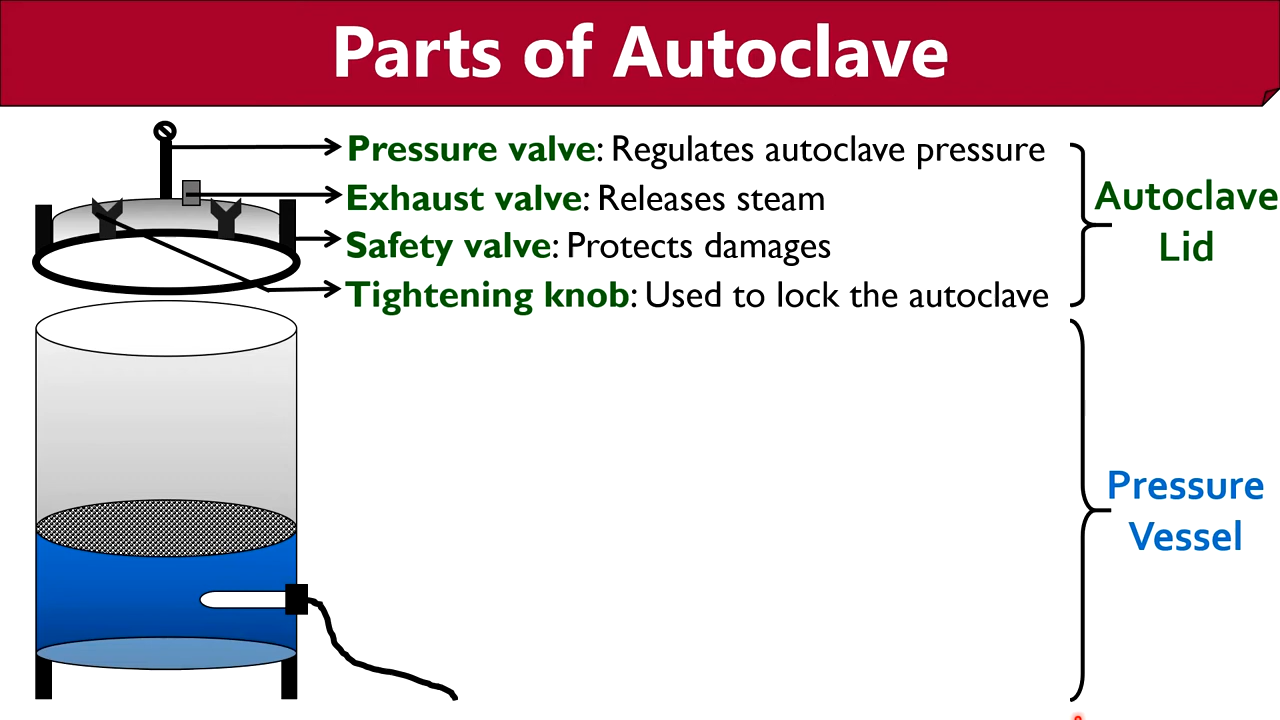 Parts of Autoclave
Pressure valve: Regulates autoclave pressure
Exhaust valve: Releases steam
Safety valve: Protects damages
Tightening knob: Used to lock the autoclave
Autoclave
Lid
Pressure
Vessel